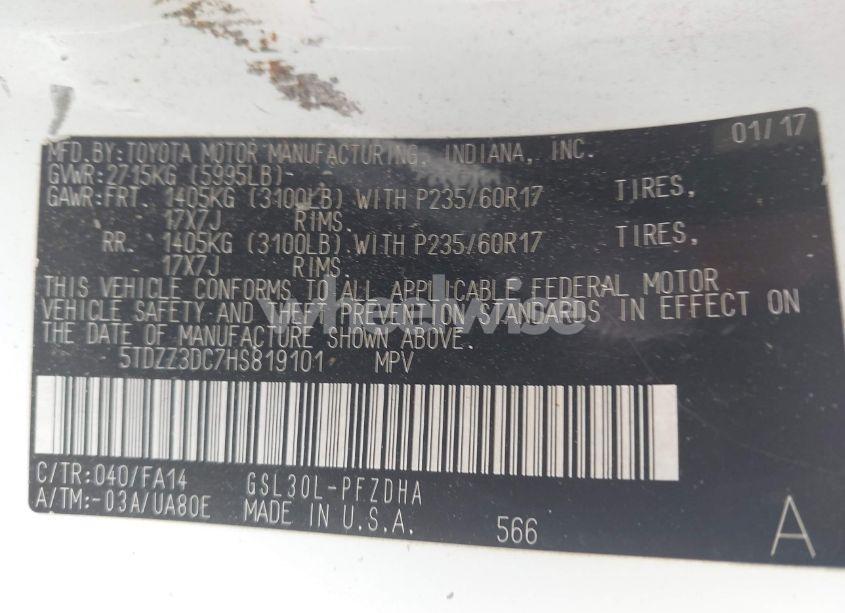 MFD.BY:TOYOTA MOTOR MANUFACTURING, INDIANA, INC. 01/17
GVWR:2715KG (5995LB)
GAWR:FRT. 1405KG (3100LB) WITH P235/60R17 TIRES,
17X7J RIMS.
RR. 1405KG (3100LB) WITH P235/60R17 TIRES,
17X7J RIMS.
THIS VEHICLE CONFORMS TO ALL APPLICABLE FEDERAL MOTOR
VEHICLE SAFETY AND THEFT PREVENTION STANDARDS IN EFFECT ON
THE DATE OF MANUFACTURE SHOWN ABOVE.
wheelwise
5TDZZ3DC7HS819101 MPV
C/TR:040/FA14 GSL30L-PFZDHA
A/TM:-03A/UA80E MADE IN U.S.A. 566 A